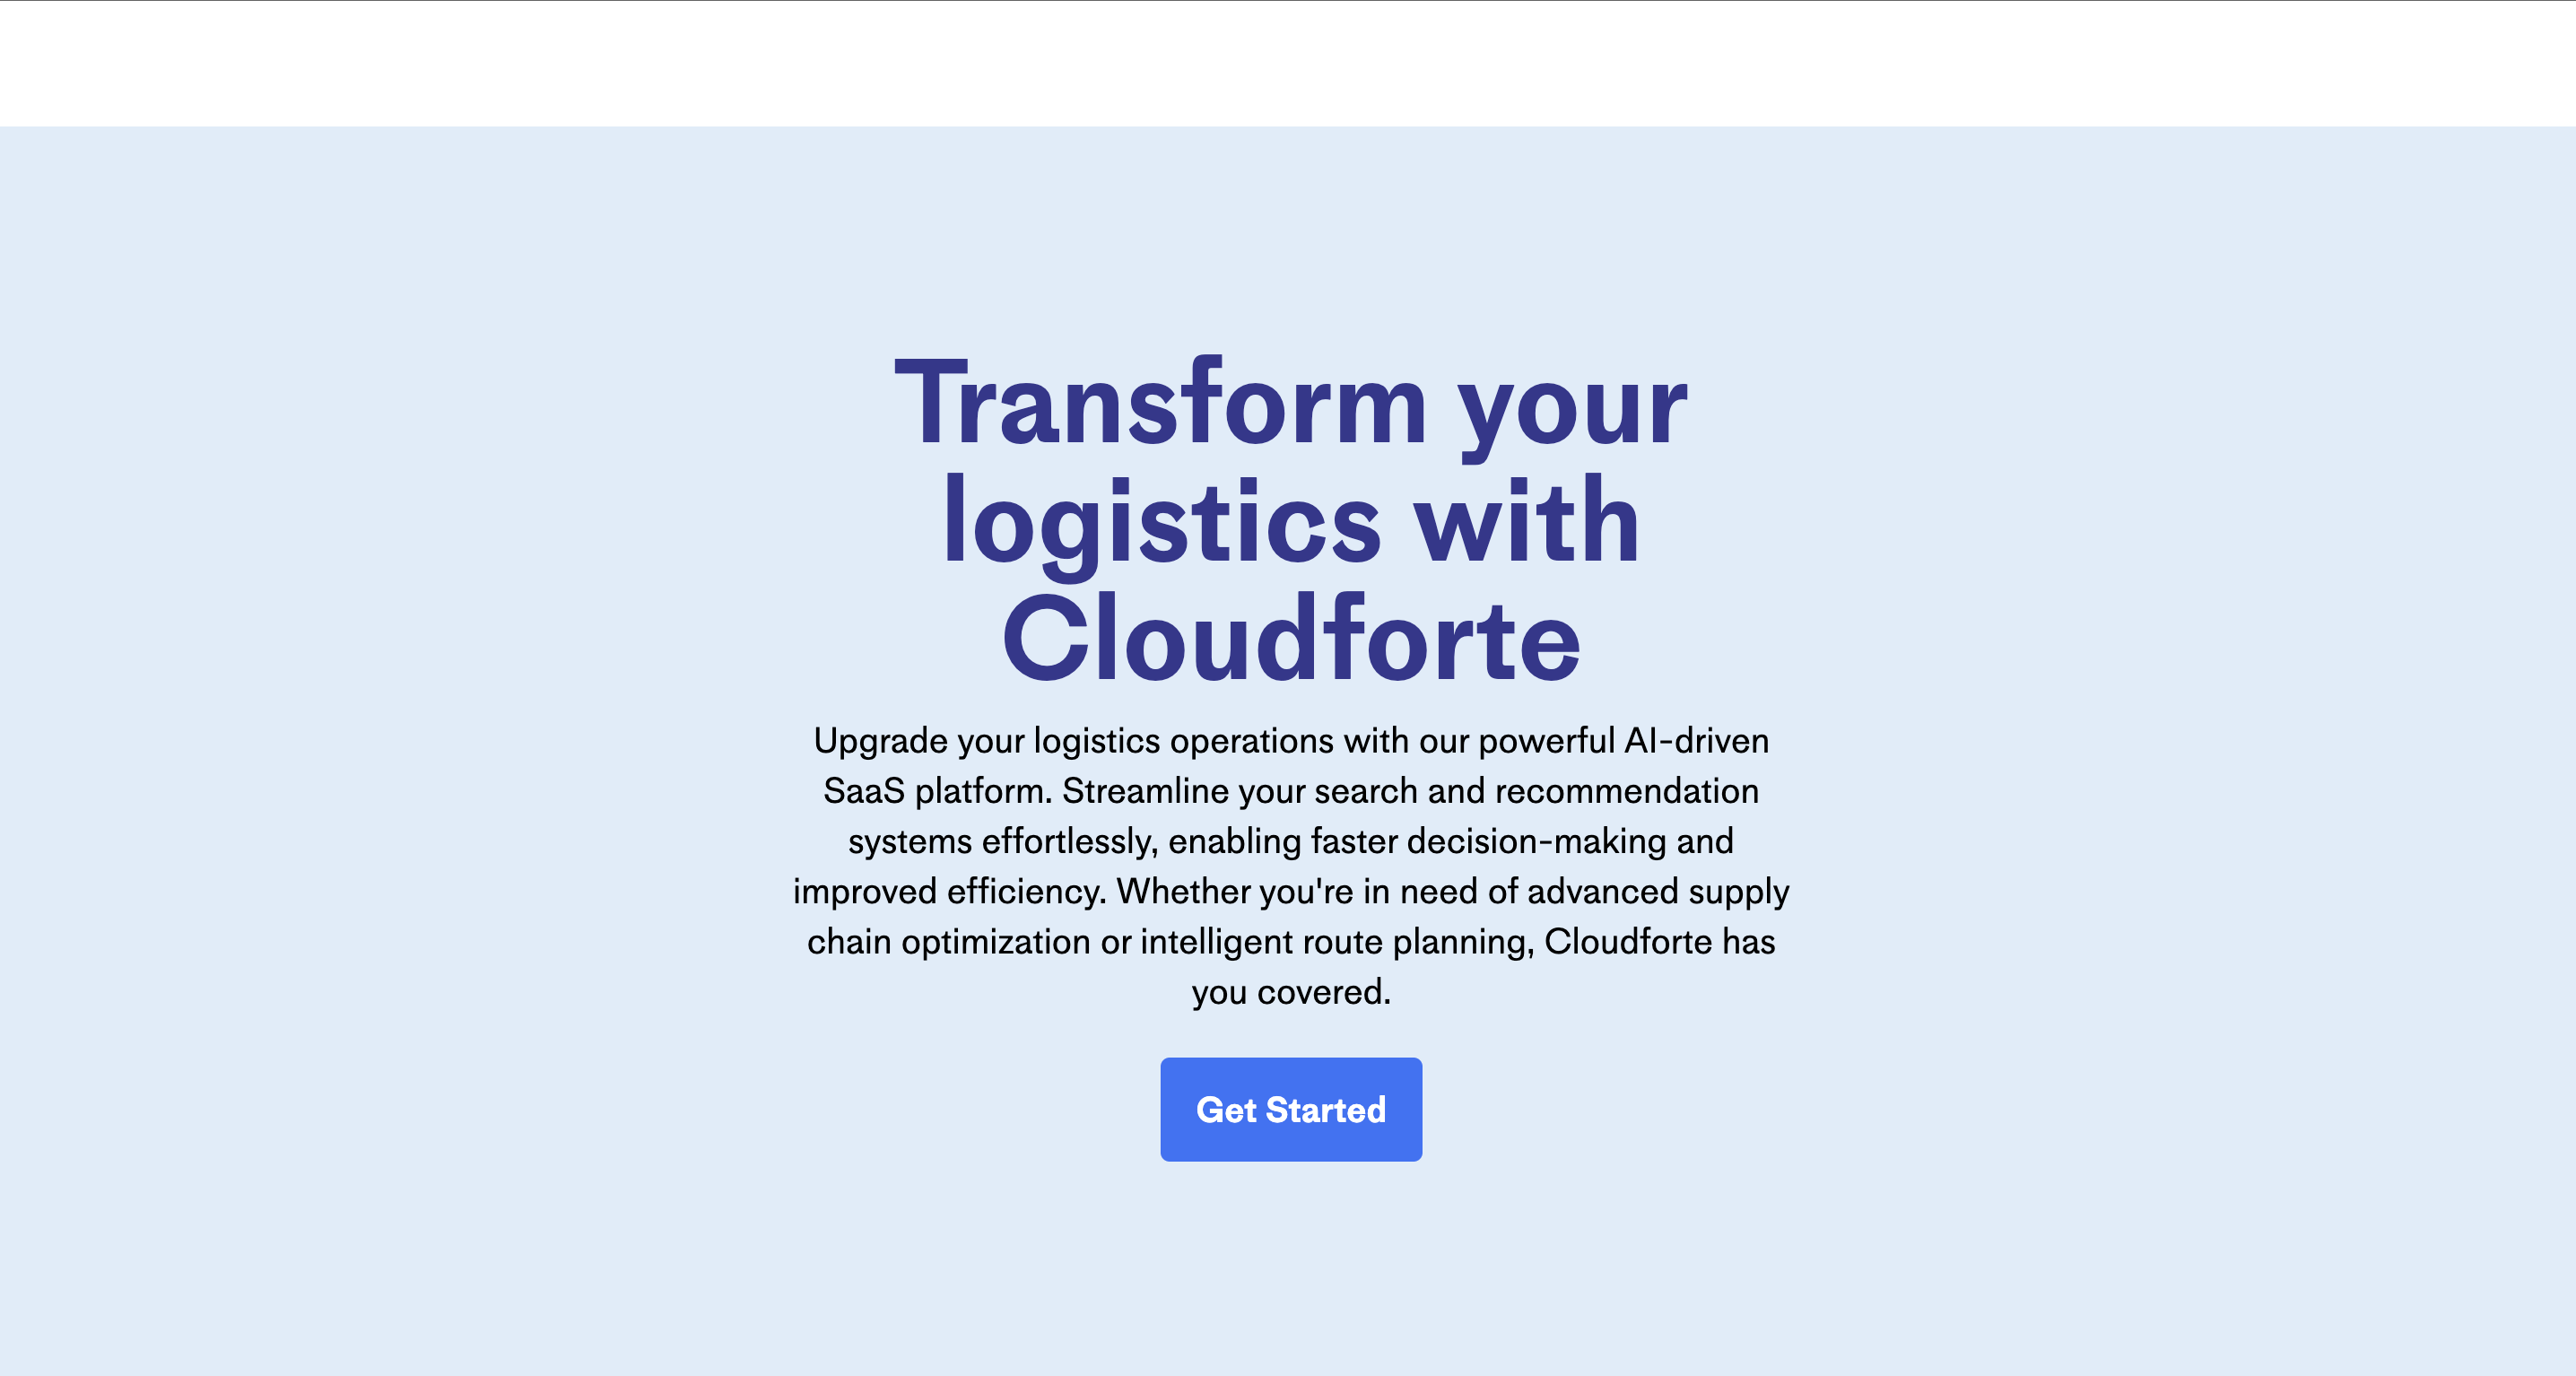 Transform your
logistics with
Cloudforte
Upgrade your logistics operations with our powerful AI-driven
SaaS platform. Streamline your search and recommendation
systems effortlessly, enabling faster decision-making and
improved efficiency. Whether you're in need of advanced supply
chain optimization or intelligent route planning, Cloudforte has
you covered.
Get Started